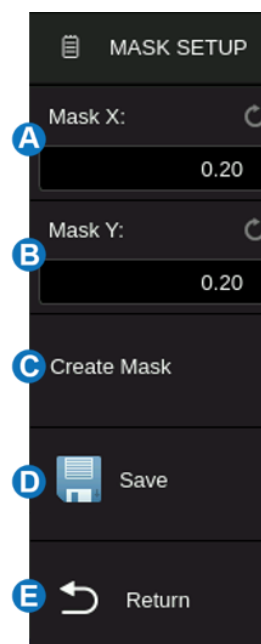 MASK SETUP
Mask X:
A
0.20
Mask Y:
B
0.20
C Create Mask
D Save
E Return